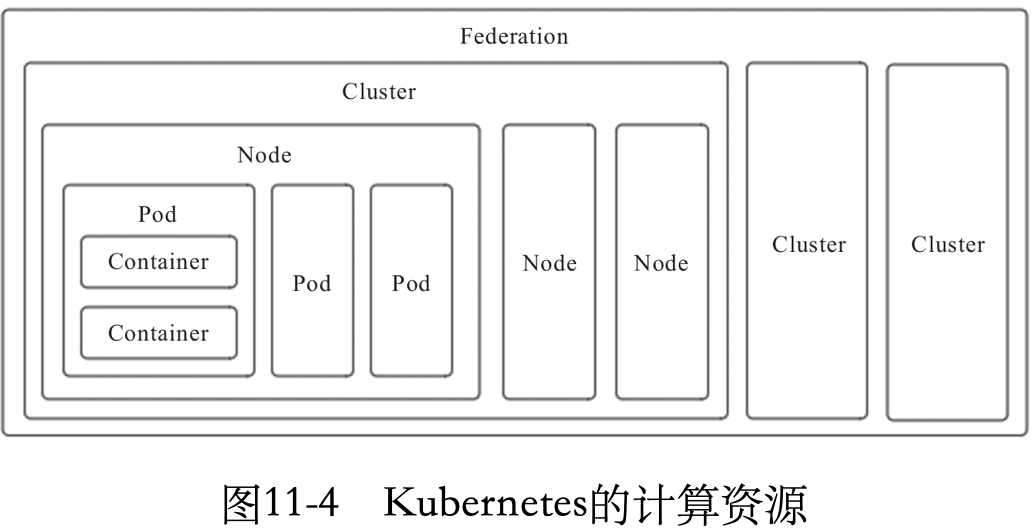 Federation
Cluster
Node
Pod
Container
Container
Pod
Pod
Node
Node
Cluster
Cluster
图11-4 Kubernetes的计算资源